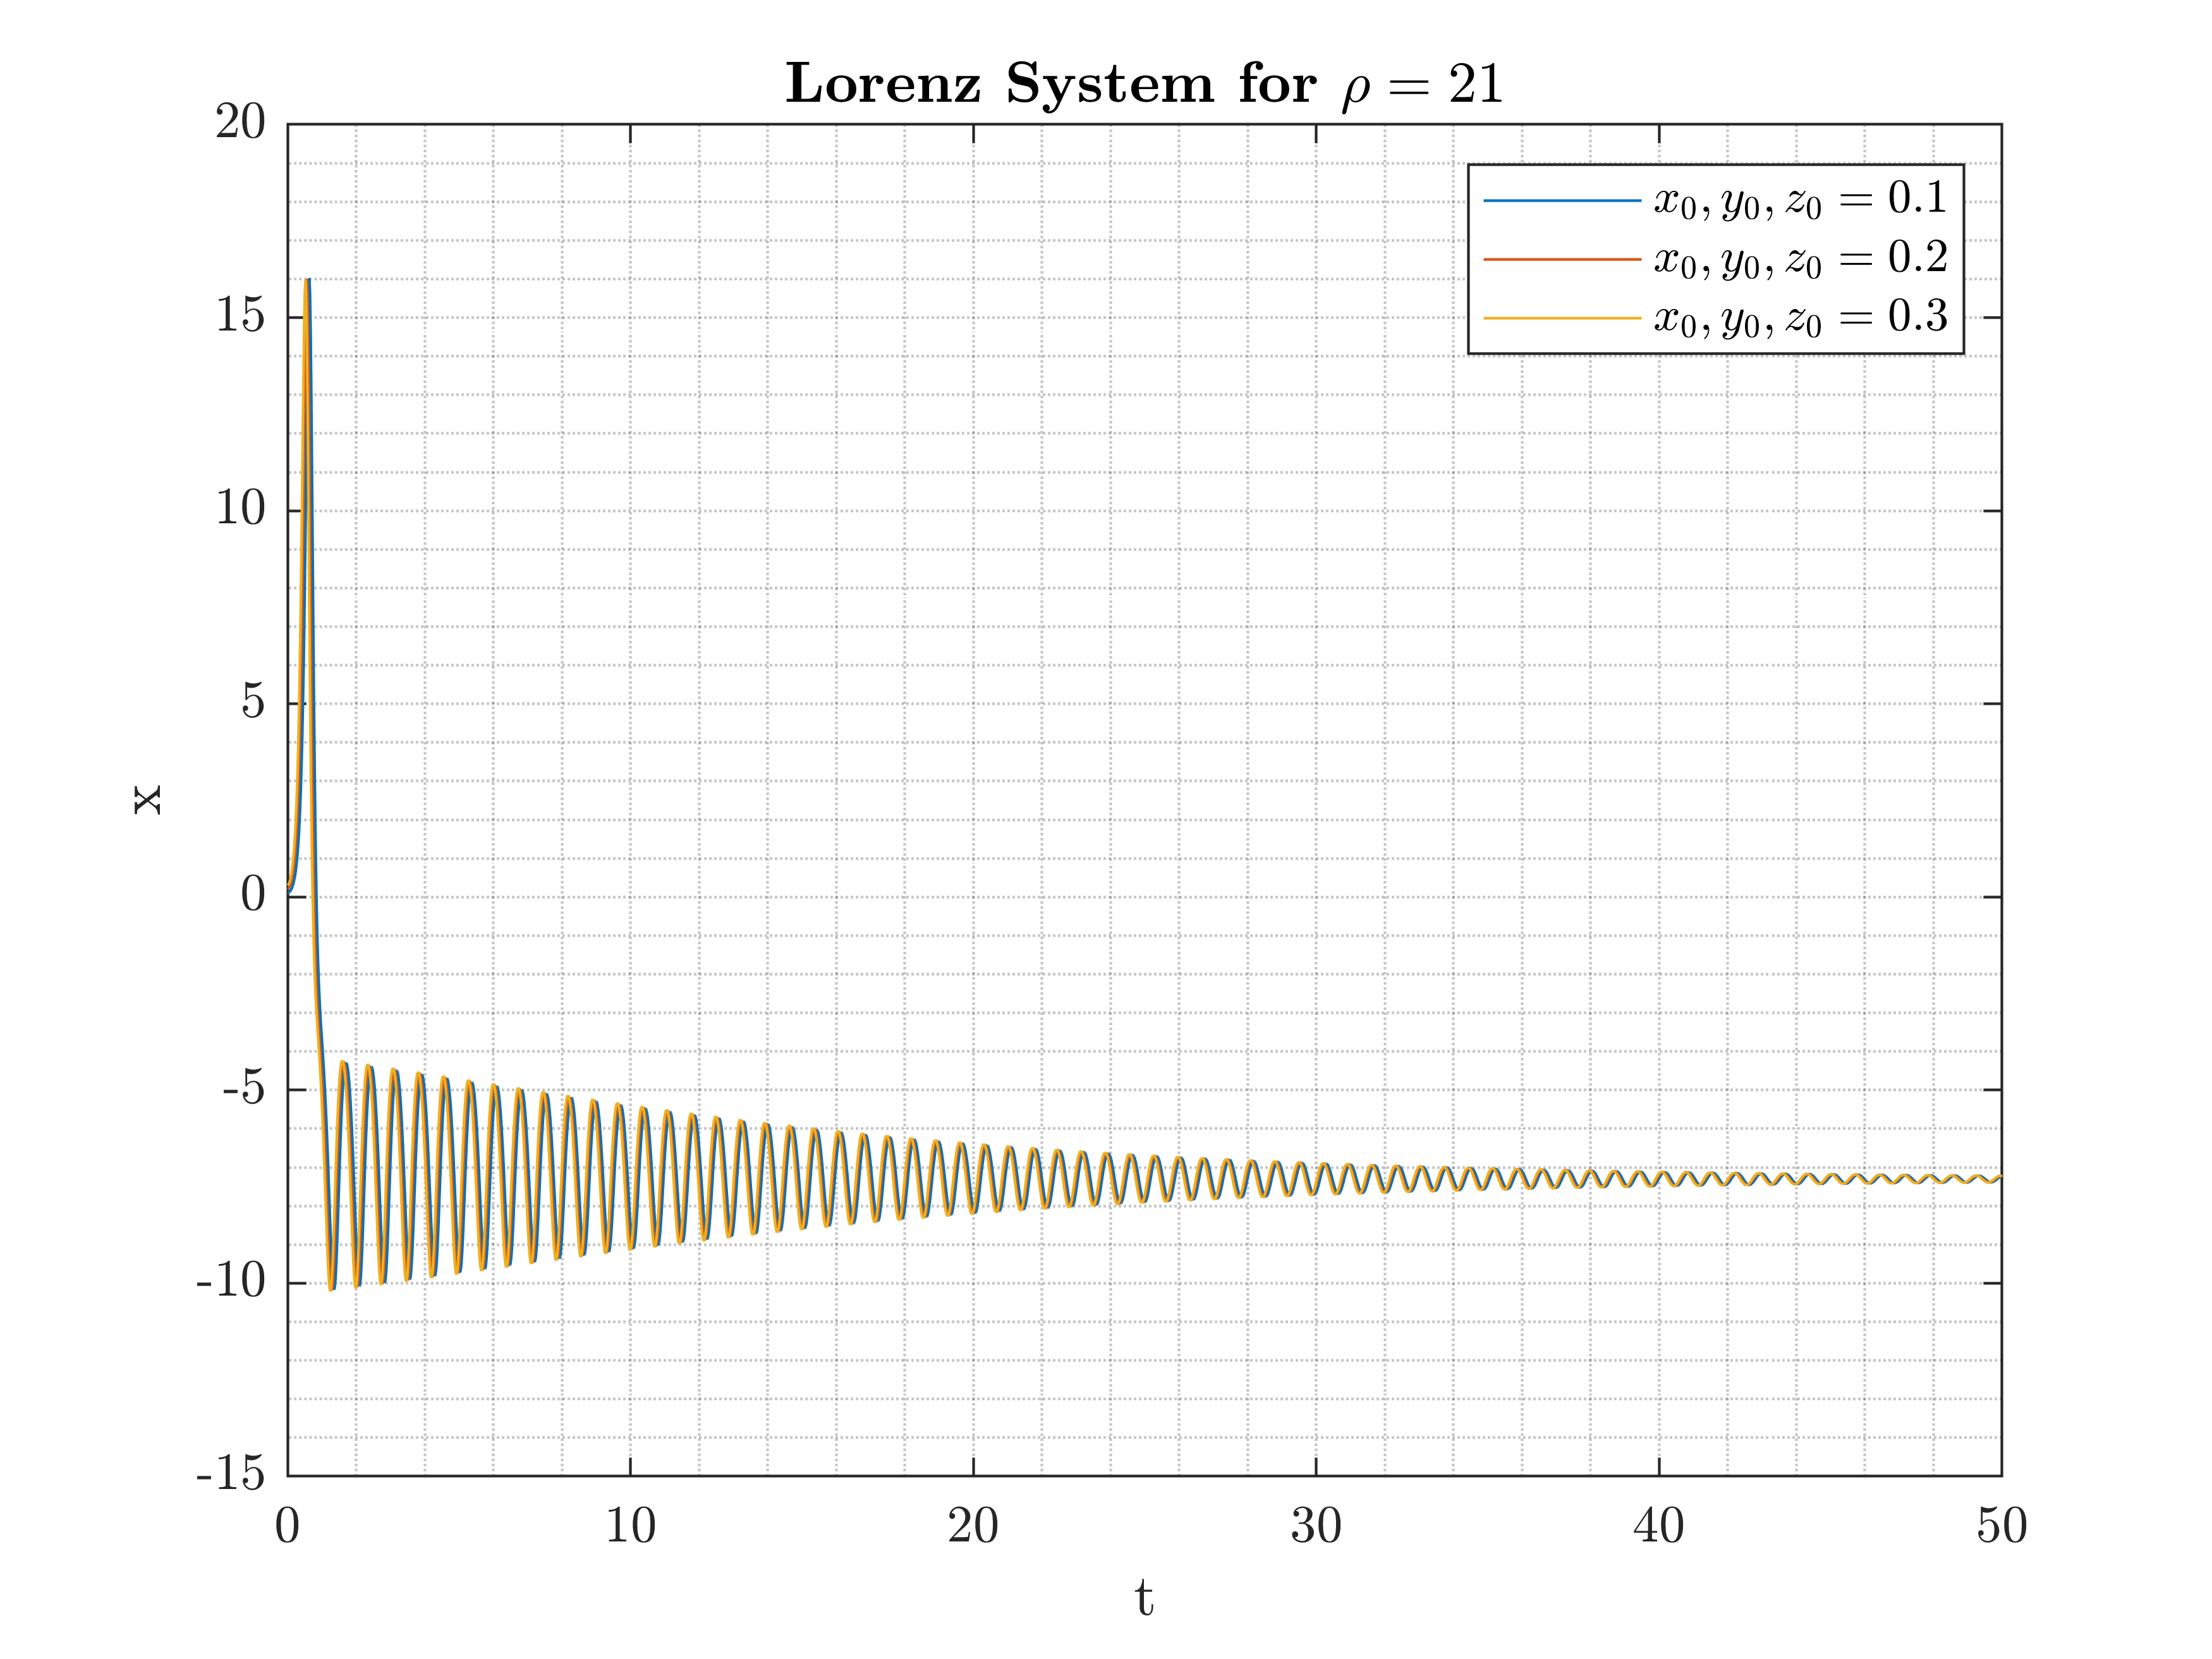 Lorenz System for ρ = 21
20
15
10
5
0
-5
-10
-15
x
x₀, y₀, z₀ = 0.1
x₀, y₀, z₀ = 0.2
x₀, y₀, z₀ = 0.3
0 10 20 30 40 50
t